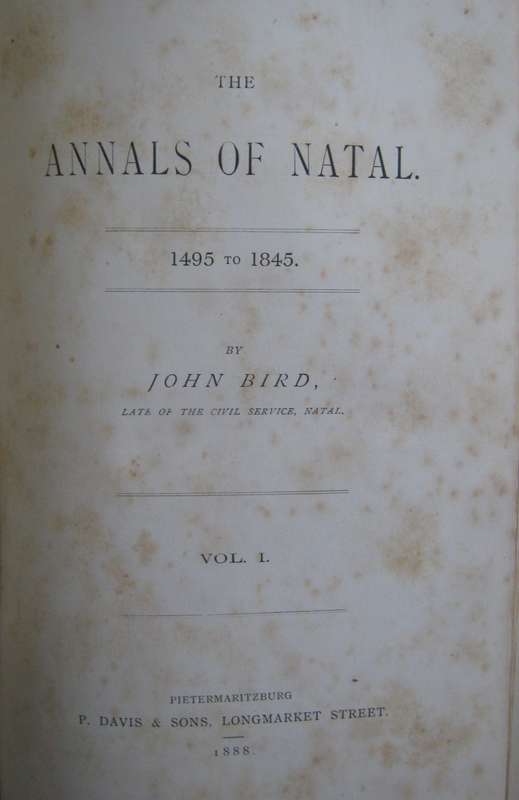 THE
ANNALS OF NATAL.
1495 TO 1845.
BY
JOHN BIRD,
LATE OF THE CIVIL SERVICE, NATAL.
VOL. I.
PIETERMARITZBURG
P. DAVIS & SONS, LONGMARKET STREET.
1888.